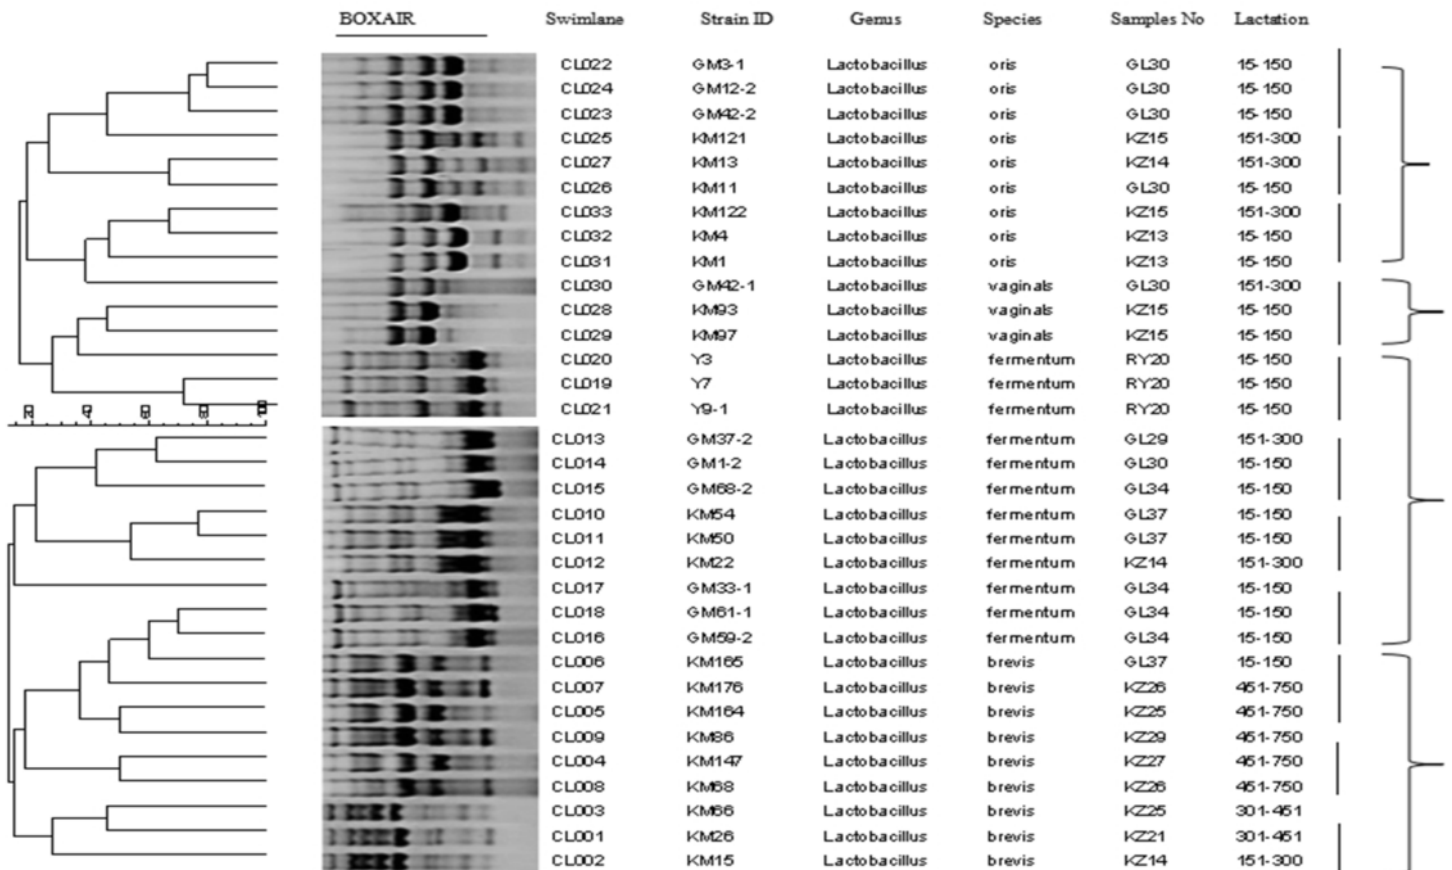 BOXAIR Swimlane Strain ID Genus Species Samples No Lactation
CL022 GM3-1 Lactobacillus oris GL30 15-150
CL024 GM12-2 Lactobacillus oris GL30 15-150
CL023 GM42-2 Lactobacillus oris GL30 15-150
CL025 KM121 Lactobacillus oris KZ15 151-300
CL027 KM13 Lactobacillus oris KZ14 151-300
CL026 KM11 Lactobacillus oris GL30 15-150
CL033 KM122 Lactobacillus oris KZ15 151-300
CL032 KM4 Lactobacillus oris KZ13 15-150
CL031 KM1 Lactobacillus oris KZ13 15-150
CL030 GM42-1 Lactobacillus vaginals GL30 151-300
CL028 KM93 Lactobacillus vaginals KZ15 15-150
CL029 KM97 Lactobacillus vaginals KZ15 15-150
CL020 Y3 Lactobacillus fermentum RY20 15-150
CL019 Y7 Lactobacillus fermentum RY20 15-150
CL021 Y9-1 Lactobacillus fermentum RY20 15-150
20 40 60 80 100
CL013 GM37-2 Lactobacillus fermentum GL29 151-300
CL014 GM1-2 Lactobacillus fermentum GL30 15-150
CL015 GM68-2 Lactobacillus fermentum GL34 15-150
CL010 KM54 Lactobacillus fermentum GL37 15-150
CL011 KM50 Lactobacillus fermentum GL37 15-150
CL012 KM22 Lactobacillus fermentum KZ14 151-300
CL017 GM33-1 Lactobacillus fermentum GL34 15-150
CL018 GM61-1 Lactobacillus fermentum GL34 15-150
CL016 GM59-2 Lactobacillus fermentum GL34 15-150
CL006 KM165 Lactobacillus brevis GL37 15-150
CL007 KM176 Lactobacillus brevis KZ26 451-750
CL005 KM164 Lactobacillus brevis KZ25 451-750
CL009 KM86 Lactobacillus brevis KZ29 451-750
CL004 KM147 Lactobacillus brevis KZ27 451-750
CL008 KM68 Lactobacillus brevis KZ26 451-750
CL003 KM66 Lactobacillus brevis KZ25 301-451
CL001 KM26 Lactobacillus brevis KZ21 301-451
CL002 KM15 Lactobacillus brevis KZ14 151-300